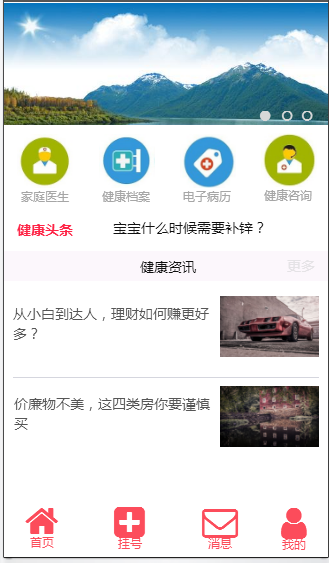 家庭医生 健康档案 电子病历 健康咨询
健康头条 宝宝什么时候需要补锌？
健康资讯 更多
从小白到达人，理财如何赚更好
多？
价廉物不美，这四类房你要谨慎
买
首页 挂号 消息 我的